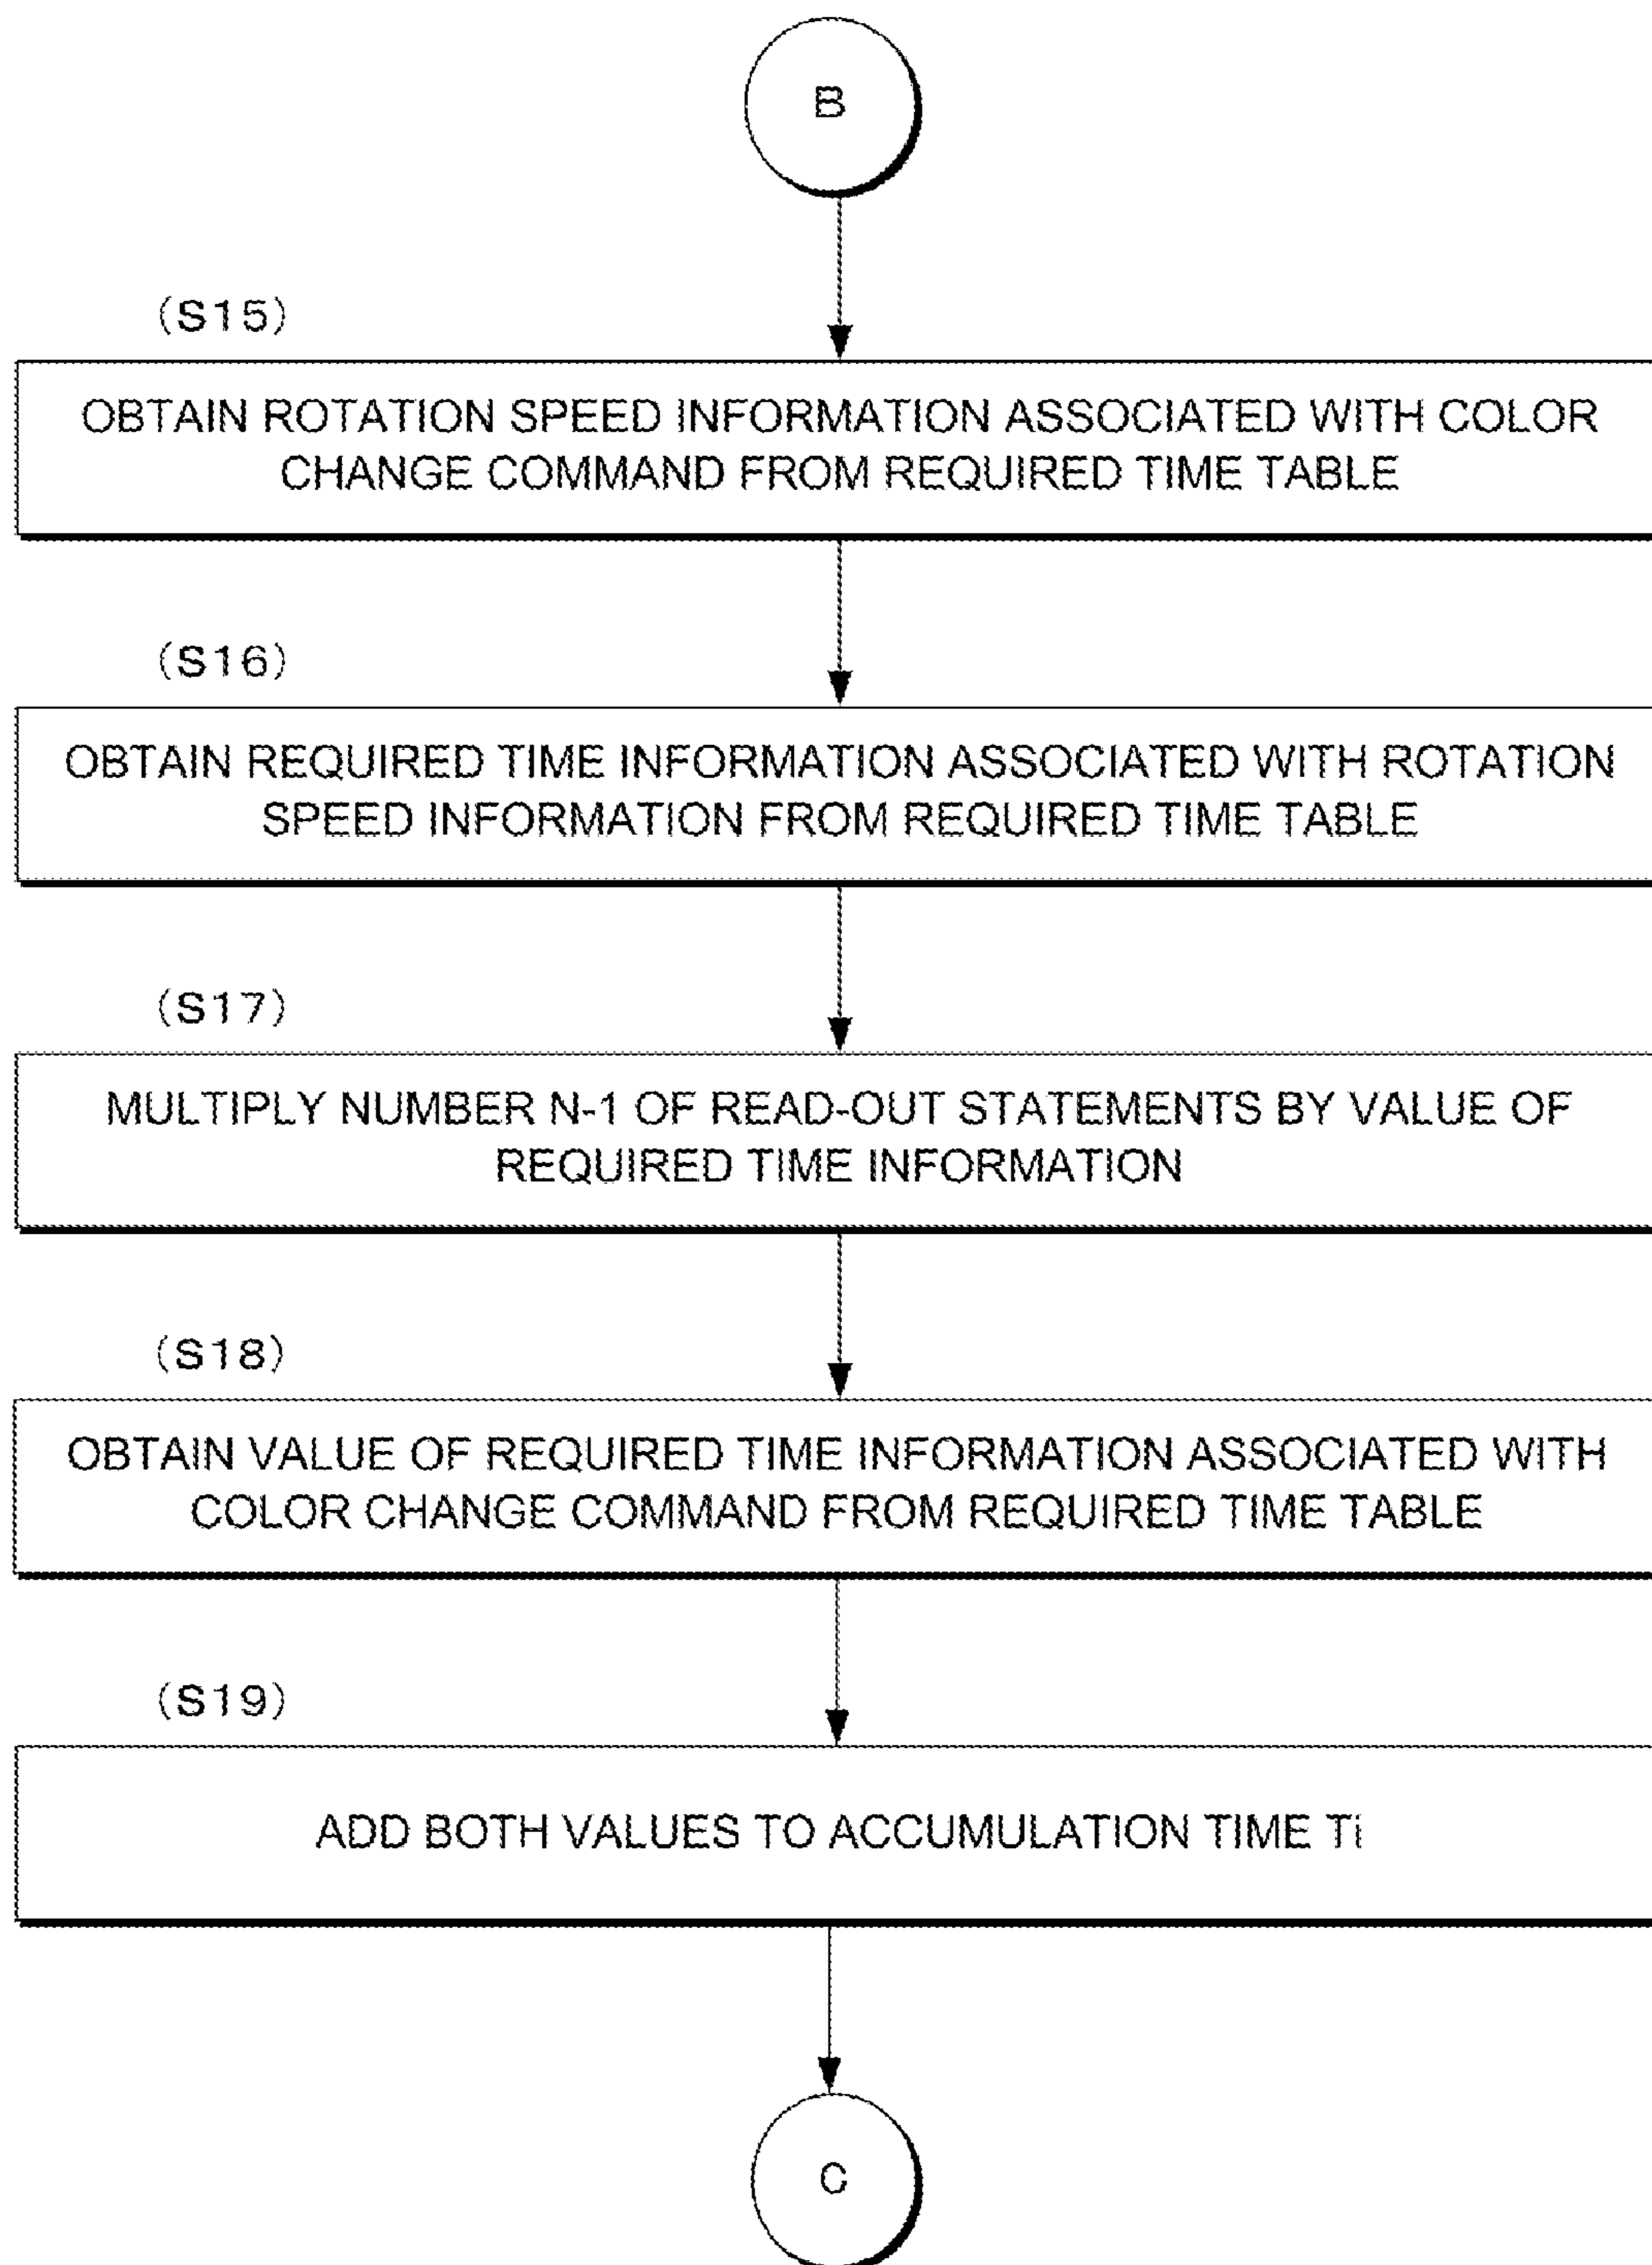 B
(S15)
OBTAIN ROTATION SPEED INFORMATION ASSOCIATED WITH COLOR
CHANGE COMMAND FROM REQUIRED TIME TABLE
(S16)
OBTAIN REQUIRED TIME INFORMATION ASSOCIATED WITH ROTATION
SPEED INFORMATION FROM REQUIRED TIME TABLE
(S17)
MULTIPLY NUMBER N-1 OF READ-OUT STATEMENTS BY VALUE OF
REQUIRED TIME INFORMATION
(S18)
OBTAIN VALUE OF REQUIRED TIME INFORMATION ASSOCIATED WITH
COLOR CHANGE COMMAND FROM REQUIRED TIME TABLE
(S19)
ADD BOTH VALUES TO ACCUMULATION TIME Ti
C